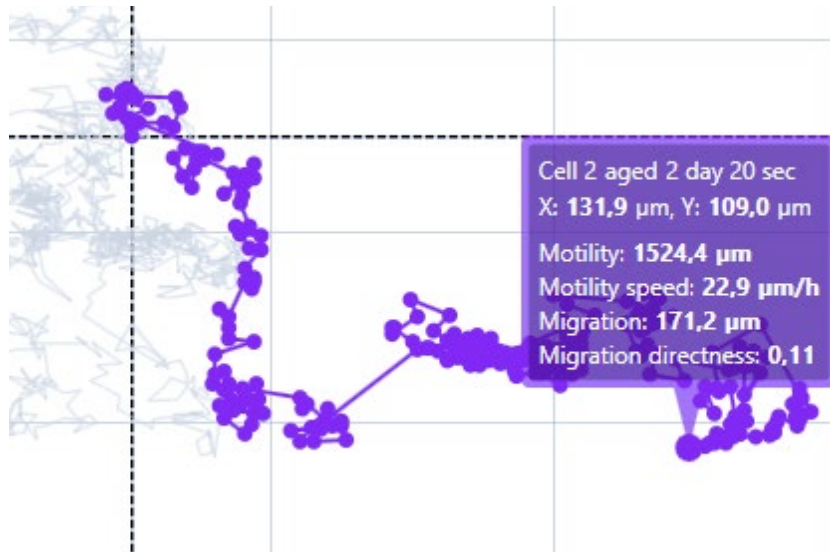 Cell 2 aged 2 day 20 sec
X: 131,9 µm, Y: 109,0 µm
Motility: 1524,4 µm
Motility speed: 22,9 µm/h
Migration: 171,2 µm
Migration directness: 0,11